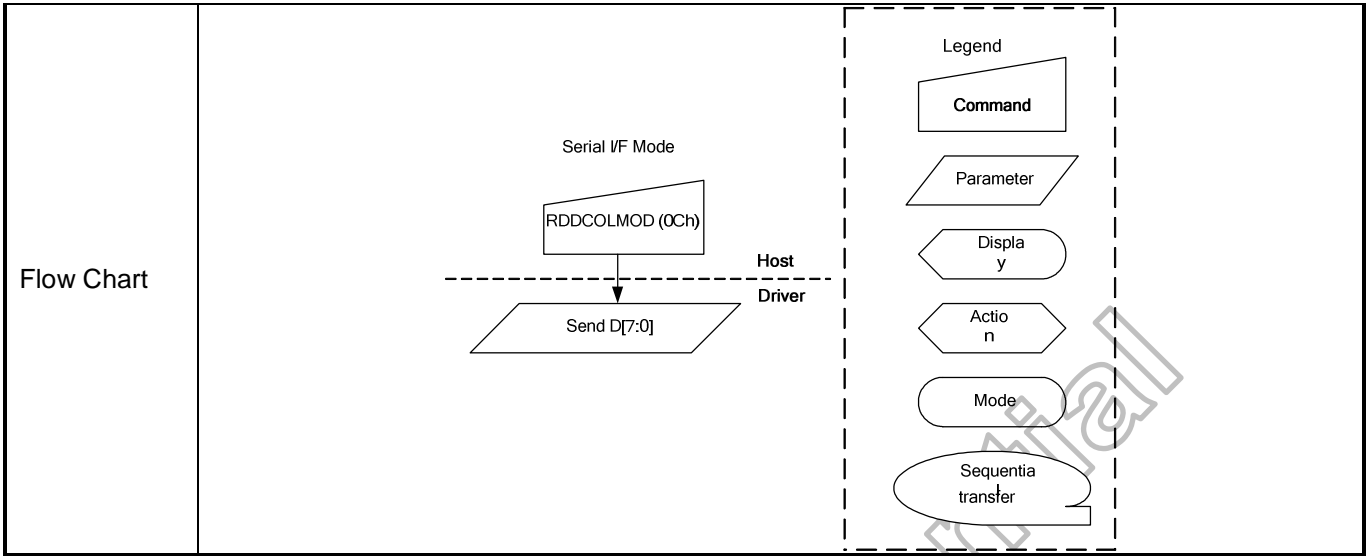 Flow Chart
Serial I/F Mode
RDDCOLMOD (0Ch)
Host
Driver
Send D[7:0]
Legend
Command
Parameter
Displa
y
Actio
n
Mode
Sequentia
l
transfer
ntial